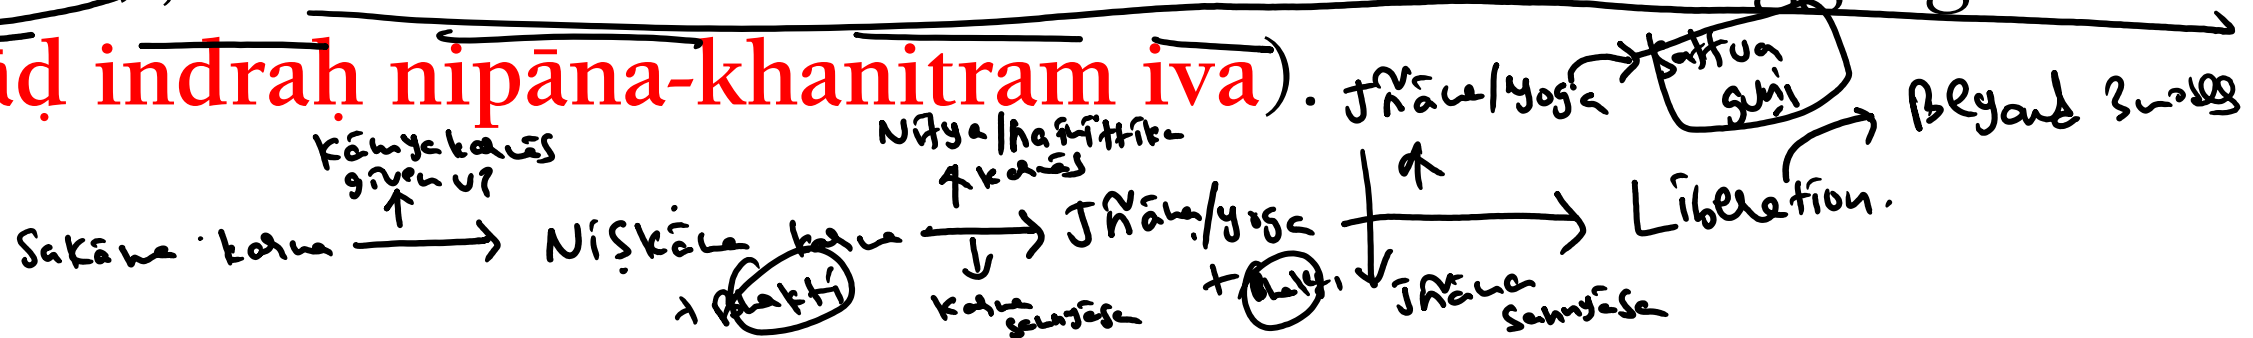 ḍ indraḥ nipāna-khanitram iva).
Jñāna/yoga → Sattva guṇi
Beyond 3 modes
Kāmya karmas given up
Nitya/naimittika karmas
Sakāma karma → Niṣkāma karma → Jñāna/yoga → Liberation.
+ Bhakti
karma sannyāsa
+ Bhakti
jñāna sannyāsa